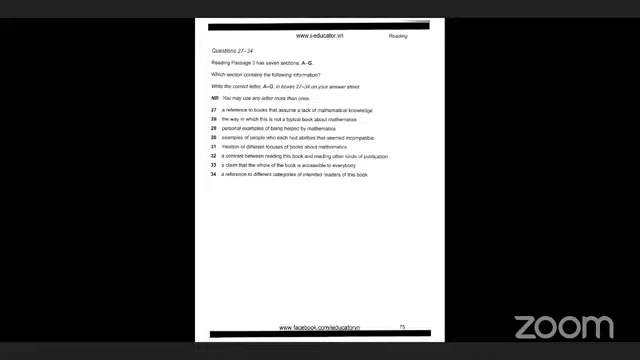 www.i-educator.vn Reading
Questions 27–34
Reading Passage 3 has seven sections, A–G.
Which section contains the following information?
Write the correct letter, A–G, in boxes 27–34 on your answer sheet.
NB You may use any letter more than once.
27 a reference to books that assume a lack of mathematical knowledge
28 the way in which this is not a typical book about mathematics
29 personal examples of being helped by mathematics
30 examples of people who each had abilities that seemed incompatible
31 mention of different focuses of books about mathematics
32 a contrast between reading this book and reading other kinds of publication
33 a claim that the whole of the book is accessible to everybody
34 a reference to different categories of intended readers of this book
www.facebook.com/ieducatorvn 75
zoom